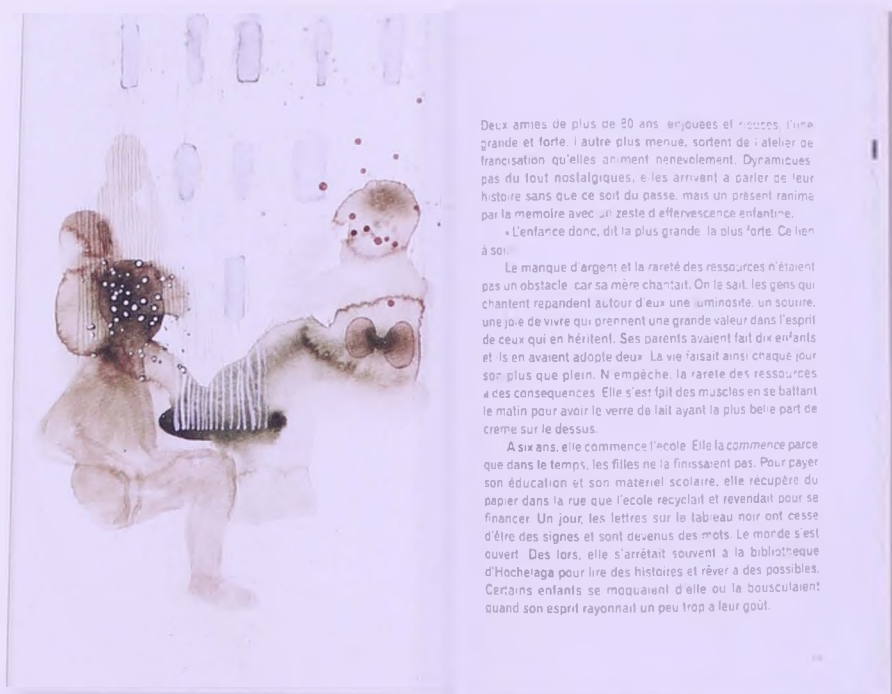 Deux amies de plus de 80 ans, enjouées et l'une
grande et forte, l'autre plus menue, sortent de l'atelier de
francisation qu'elles animent bénévolement. Dynamiques
pas du tout nostalgiques, elles arrivent à parler de leur
histoire sans que ce soit du passé, mais un présent ranimé
par la mémoire avec un zeste d'effervescence enfantine.
« L'enfance donc, dit la plus grande, la plus forte. Ce lien
à soi.
Le manque d'argent et la rareté des ressources n'étaient
pas un obstacle, car sa mère chantait. On le sait, les gens qui
chantent répandent autour d'eux une luminosité, un sourire,
une joie de vivre qui prennent une grande valeur dans l'esprit
de ceux qui en héritent. Ses parents avaient fait dix enfants
et ils en avaient adopté deux. La vie faisait ainsi chaque jour
son plus que plein. N'empêche, la rareté des ressources
a des conséquences. Elle s'est fait des muscles en se battant
le matin pour avoir le verre de lait ayant la plus belle part de
crème sur le dessus.
À six ans, elle commence l'école. Elle la commence parce
que dans le temps, les filles ne la finissaient pas. Pour payer
son éducation et son matériel scolaire, elle récupère du
papier dans la rue que l'école recyclait et revendait pour se
financer. Un jour, les lettres sur le tableau noir ont cessé
d'être des signes et sont devenus des mots. Le monde s'est
ouvert. Dès lors, elle s'arrêtait souvent à la bibliothèque
d'Hochelaga pour lire des histoires et rêver à des possibles.
Certains enfants se moquaient d'elle ou la bousculaient
quand son esprit rayonnait un peu trop à leur goût.